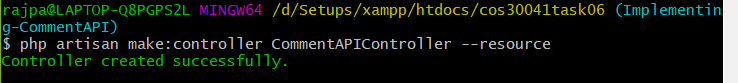 rajpa@LAPTOP-Q8PGPS2L MINGW64 /d/Setups/xampp/htdocs/cos30041task06 (Implementin
g-CommentAPI)
$ php artisan make:controller CommentAPIController --resource
Controller created successfully.